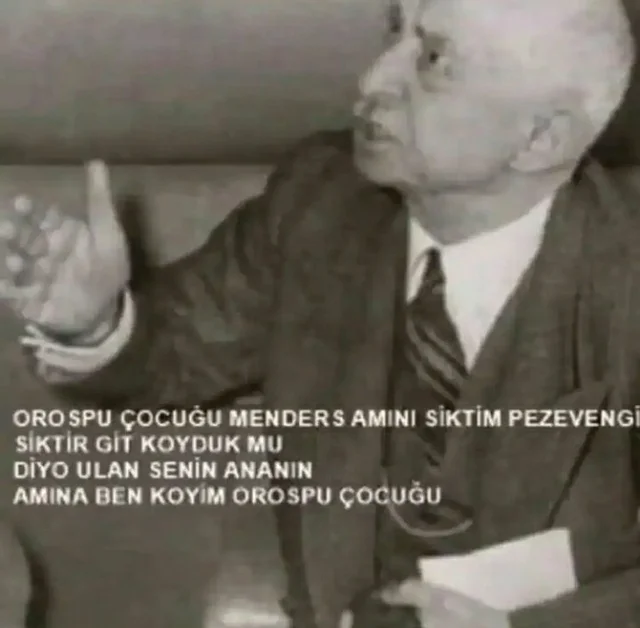 OROSPU ÇOCUĞU MENDERS AMINI SİKTİM PEZEVENGİ
SİKTİR GİT KOYDUK MU
DİYO ULAN SENİN ANANIN
AMINA BEN KOYİM OROSPU ÇOCUĞU